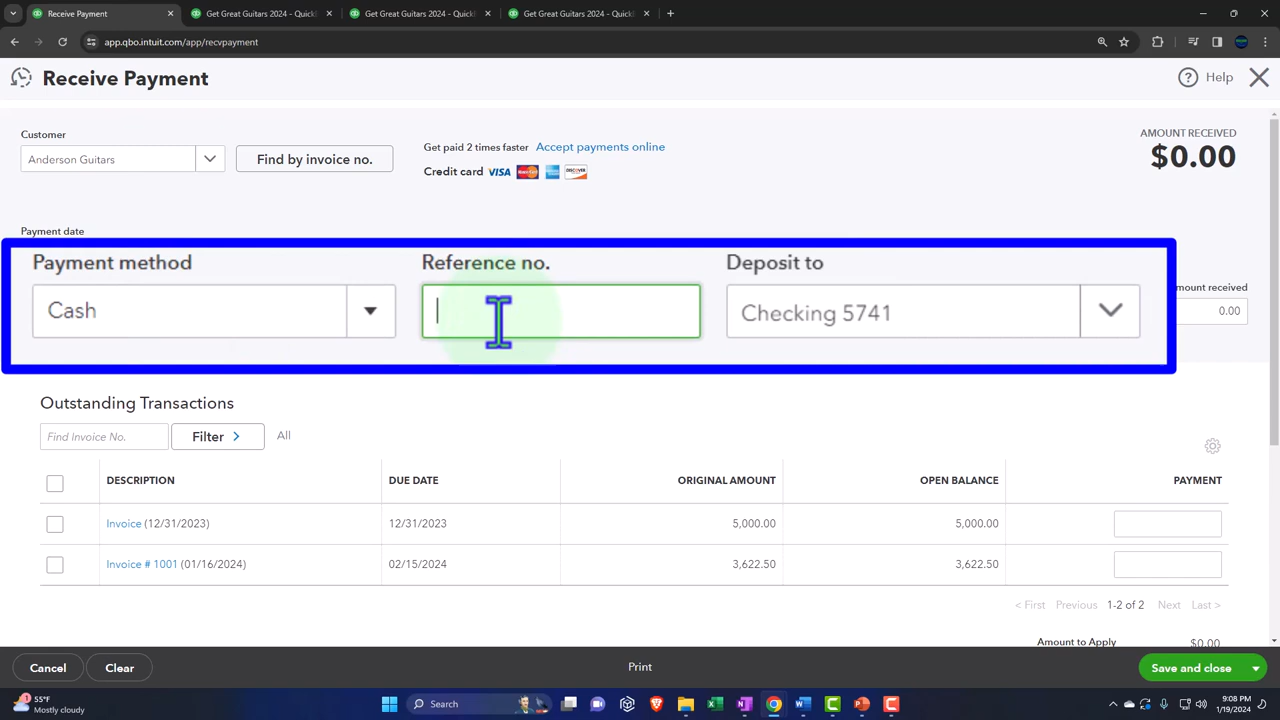 Receive Payment
Get Great Guitars 2024 - QuickB
Get Great Guitars 2024 - QuickB
Get Great Guitars 2024 - QuickB
qbo.intuit.com/app/recvpayment
Receive Payment
Help
Customer
Anderson Guitars
Find by invoice no.
Get paid 2 times faster Accept payments online
Credit card VISA MasterCard DISCOVER
AMOUNT RECEIVED
$0.00
Payment date
Payment method Reference no. Deposit to
Cash Checking 5741
mount received
0.00
Outstanding Transactions
Find Invoice No. Filter > All
DESCRIPTION DUE DATE ORIGINAL AMOUNT OPEN BALANCE PAYMENT
Invoice (12/31/2023) 12/31/2023 5,000.00 5,000.00
Invoice # 1001 (01/16/2024) 02/15/2024 3,622.50 3,622.50
< First Previous 1-2 of 2 Next Last >
Amount to Apply $0.00
Cancel Clear Print Save and close
55°F
Mostly cloudy
Search
9:08 PM
1/19/2024